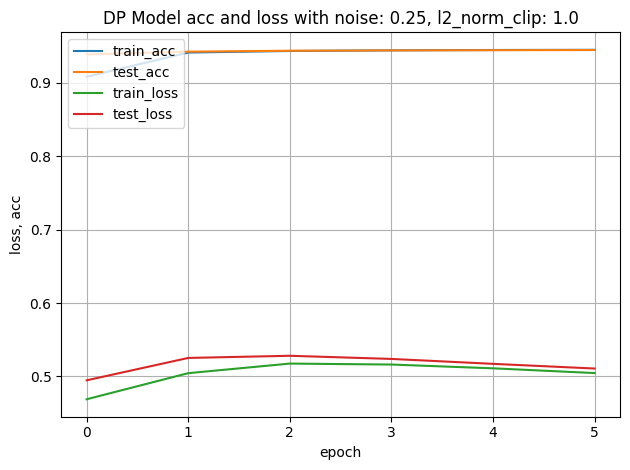 DP Model acc and loss with noise: 0.25, l2_norm_clip: 1.0
train_acc
test_acc
train_loss
test_loss
0.9
0.8
0.7
0.6
0.5
loss, acc
0 1 2 3 4 5
epoch